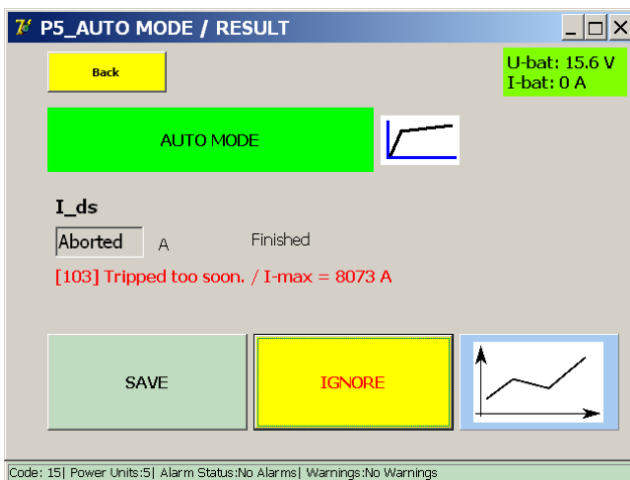 P5_AUTO MODE / RESULT
Back
U-bat: 15.6 V
I-bat: 0 A
AUTO MODE
I_ds
Aborted A Finished
[103] Tripped too soon. / I-max = 8073 A
SAVE
IGNORE
Code: 15| Power Units:5| Alarm Status:No Alarms| Warnings:No Warnings